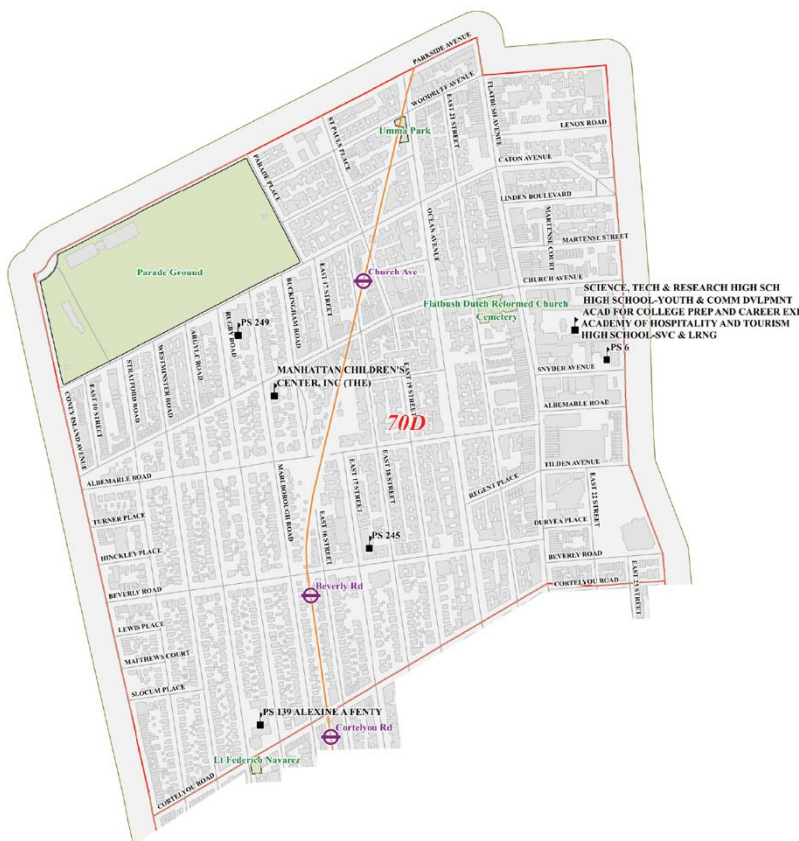 PARKSIDE AVENUE
WOODRUFF AVENUE
EAST 21 STREET
FLATBUSH AVENUE
ST PAULS PLACE
Umma Park
LENOX ROAD
PARADE PLACE
CATON AVENUE
LINDEN BOULEVARD
MARTENSE COURT
MARTENSE STREET
OCEAN AVENUE
Parade Ground
Church Ave
CHURCH AVENUE
EAST 17 STREET
BUCKINGHAM ROAD
Flatbush Dutch Reformed Church
Cemetery
SCIENCE, TECH & RESEARCH HIGH SCH
HIGH SCHOOL-YOUTH & COMM DVLPMNT
ACAD FOR COLLEGE PREP AND CAREER EXP
ACADEMY OF HOSPITALITY AND TOURISM
HIGH SCHOOL-SVC & LRNG
PS 249
RUGBY ROAD
ARGYLE ROAD
WESTMINSTER ROAD
STRATFORD ROAD
EAST 10 STREET
CONEY ISLAND AVENUE
PS 6
SNYDER AVENUE
MANHATTAN CHILDREN'S
CENTER, INC (THE)
EAST 19 STREET
ALBEMARLE ROAD
70D
ALBEMARLE ROAD
MARLBOROUGH ROAD
EAST 17 STREET
EAST 18 STREET
TILDEN AVENUE
REGENT PLACE
EAST 22 STREET
TURNER PLACE
EAST 16 STREET
DURYEA PLACE
PS 245
HINCKLEY PLACE
BEVERLY ROAD
BEVERLY ROAD
CORTELYOU ROAD
EAST 23 STREET
Beverly Rd
LEWIS PLACE
MATTHEWS COURT
SLOCUM PLACE
PS 139 ALEXINE A FENTY
Cortelyou Rd
Lt Federico Navarez
CORTELYOU ROAD